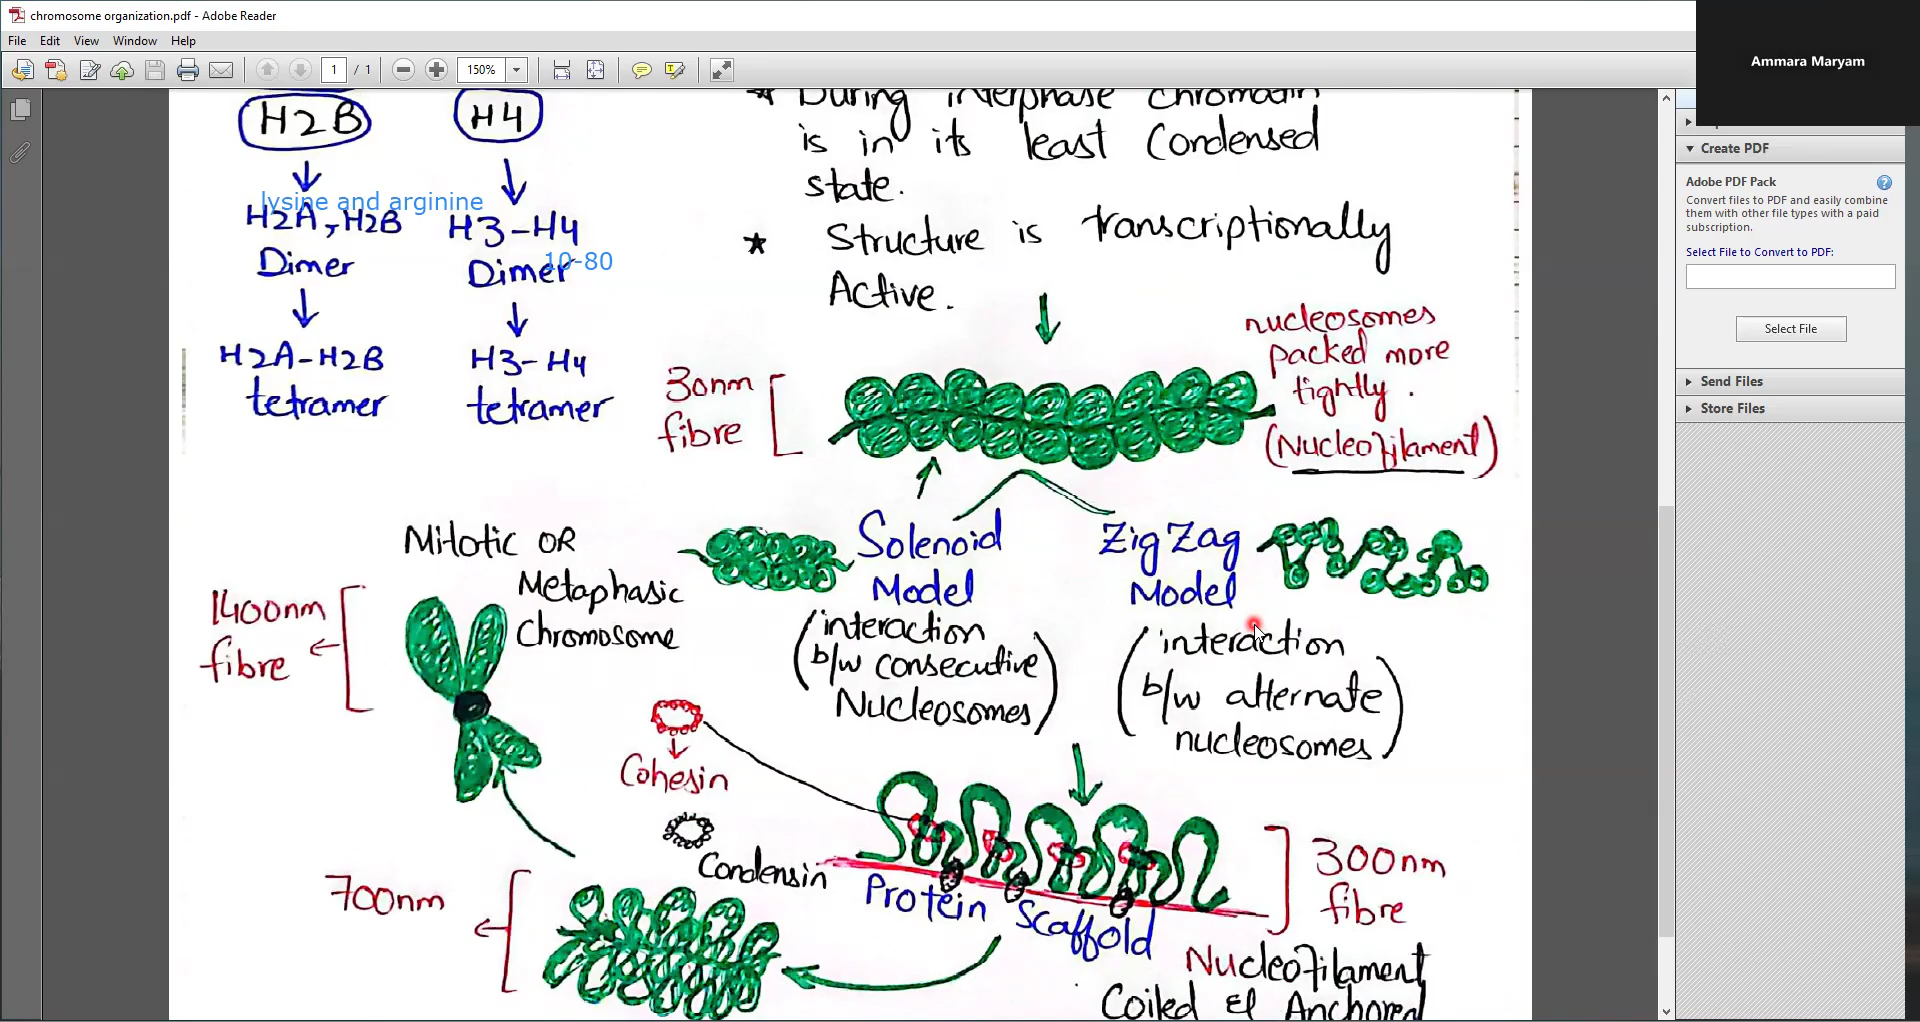 chromosome organization.pdf - Adobe Reader
File Edit View Window Help
1 / 1 150%
Ammara Maryam
Create PDF
Adobe PDF Pack
Convert files to PDF and easily combine
them with other file types with a paid
subscription.
Select File to Convert to PDF:
Select File
Send Files
Store Files
H2B H4
lysine and arginine
H2A, H2B
Dimer
H3-H4
Dimer
10-80
H2A-H2B
tetramer
H3-H4
tetramer
* During interphase chromatin
is in its least Condensed
state.
* Structure is transcriptionally
Active.
30nm
fibre
nucleosomes
packed more
tightly.
(Nucleofilament)
Solenoid
Model
(interaction
b/w consecutive
Nucleosomes)
ZigZag
Model
(interaction
b/w alternate
nucleosomes)
Mitotic OR
Metaphasic
Chromosome
1400nm
fibre
Cohesin
Condensin
Protein Scaffold
300nm
fibre
Nucleofilament
Coiled & Anchored
700nm